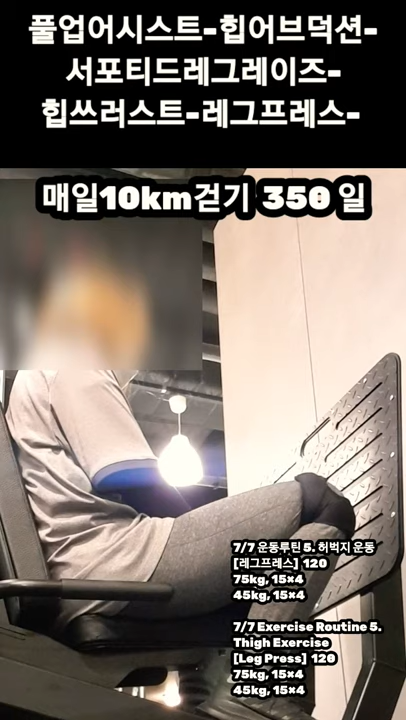 풀업어시스트-힙어브덕션-
서포티드레그레이즈-
힙쓰러스트-레그프레스-
매일10km걷기 350 일
7/7 운동루틴 5. 허벅지 운동
[레그프레스] 120
75kg, 15×4
45kg, 15×4
7/7 Exercise Routine 5.
Thigh Exercise
[Leg Press] 120
75kg, 15×4
45kg, 15×4